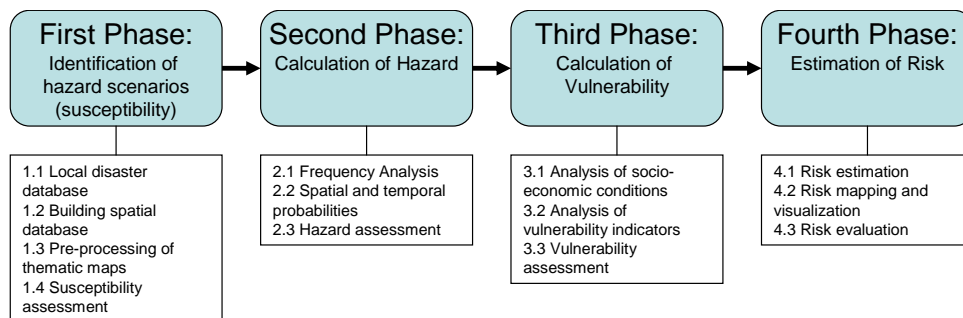 First Phase:
Identification of
hazard scenarios
(susceptibility)
Second Phase:
Calculation of Hazard
Third Phase:
Calculation of
Vulnerability
Fourth Phase:
Estimation of Risk
1.1 Local disaster
database
1.2 Building spatial
database
1.3 Pre-processing of
thematic maps
1.4 Susceptibility
assessment
2.1 Frequency Analysis
2.2 Spatial and temporal
probabilities
2.3 Hazard assessment
3.1 Analysis of socio-
economic conditions
3.2 Analysis of
vulnerability indicators
3.3 Vulnerability
assessment
4.1 Risk estimation
4.2 Risk mapping and
visualization
4.3 Risk evaluation